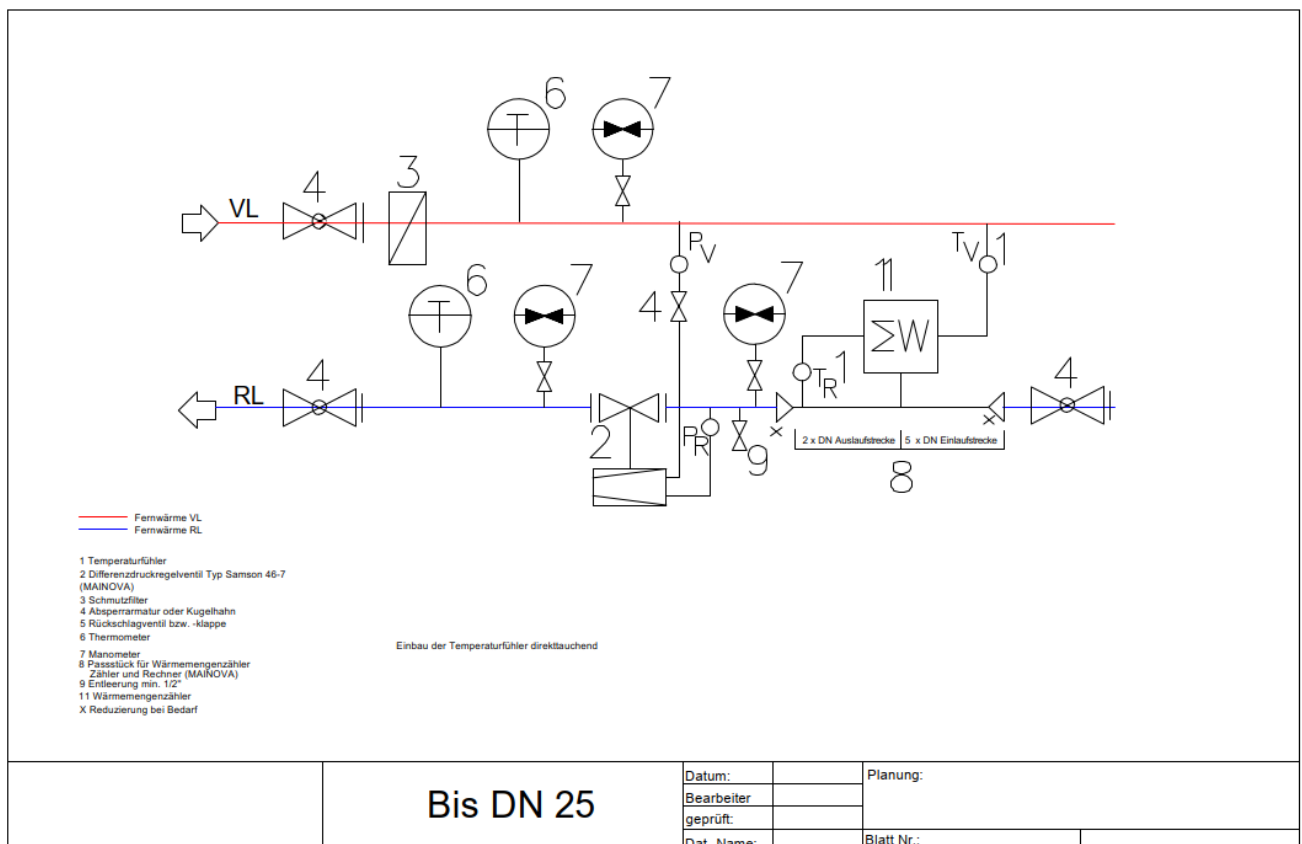 6
7
3
4
VL
P V
T V 1
6
7
4
7
11
ΣW
T
T
4
RL
T R 1
4
2
P R
9
x
x
2 x DN Auslaufstrecke
5 x DN Einlaufstrecke
8
Fernwärme VL
Fernwärme RL
1 Temperaturfühler
2 Differenzdruckregelventil Typ Samson 46-7
(MAINOVA)
3 Schmutzfilter
4 Absperrarmatur oder Kugelhahn
5 Rückschlagventil bzw. -klappe
6 Thermometer
7 Manometer
8 Passstück für Wärmemengenzähler
Zähler und Rechner (MAINOVA)
9 Entleerung min. 1/2"
11 Wärmemengenzähler
X Reduzierung bei Bedarf
Einbau der Temperaturfühler direkttauchend
Bis DN 25
Datum:
Bearbeiter
geprüft:
Dat. Name:
Planung:
Blatt Nr.: